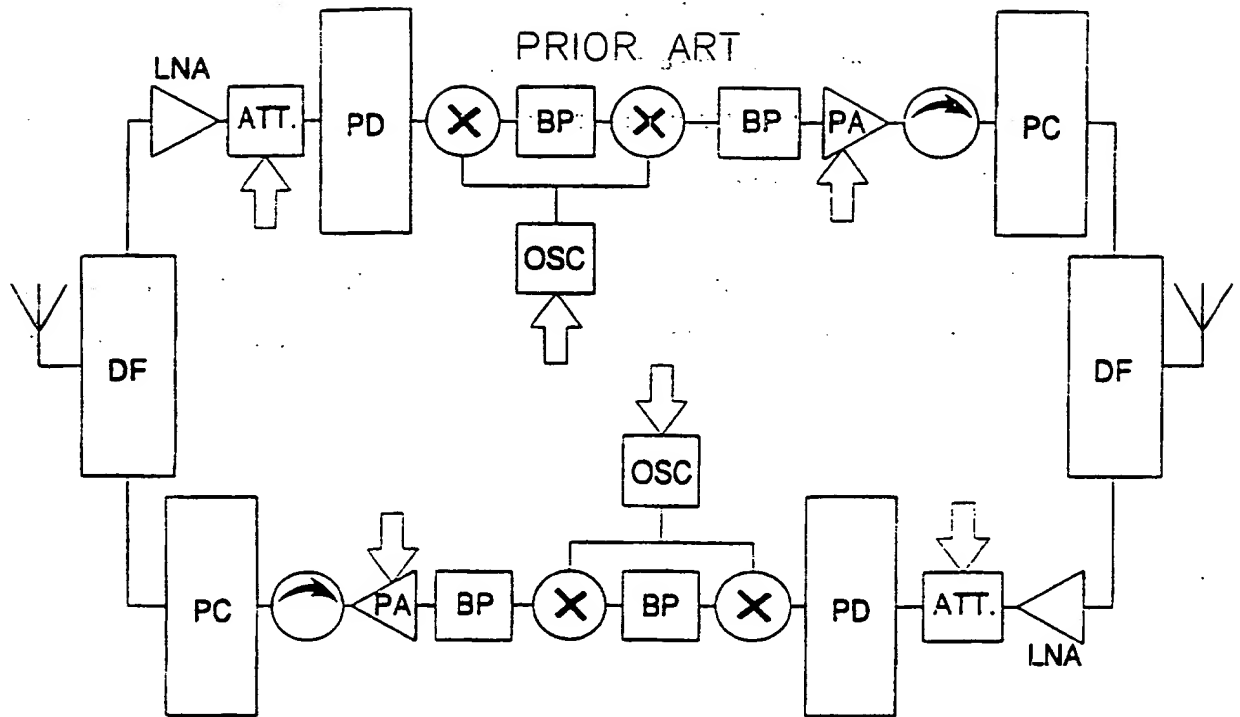 PRIOR ART
LNA
ATT.
PD
BP
BP
PA
PC
OSC
DF
DF
OSC
PC
PA
BP
BP
PD
ATT.
LNA